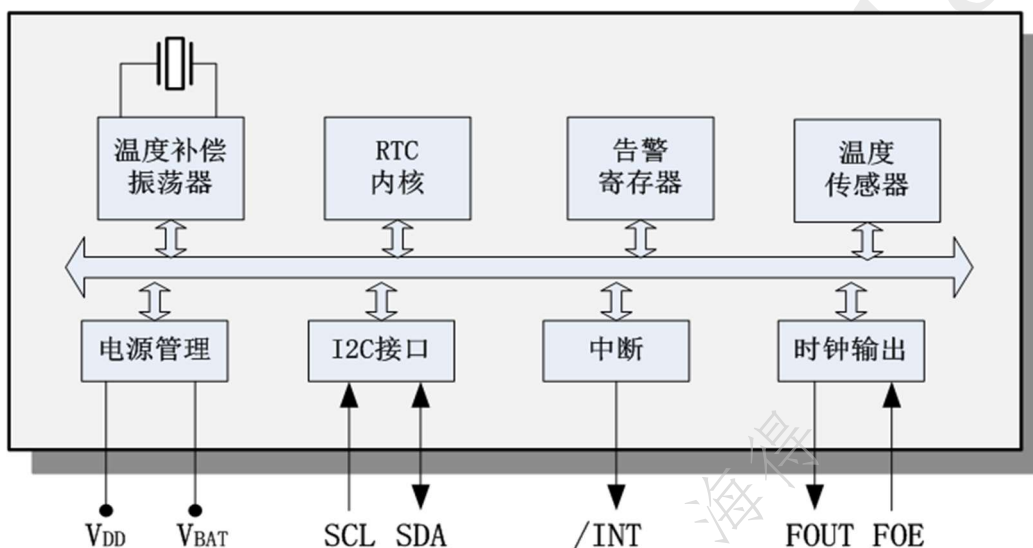 温度补偿
振荡器
RTC
内核
告警
寄存器
温度
传感器
电源管理
I2C接口
中断
时钟输出
VDD
VBAT
SCL
SDA
/INT
FOUT
FOE
海得